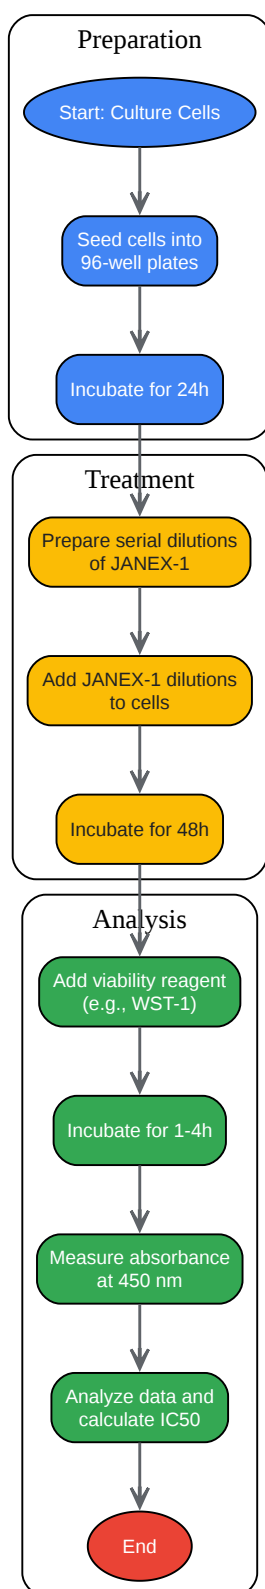 Preparation
Start: Culture Cells
Seed cells into
96-well plates
Incubate for 24h
Treatment
Prepare serial dilutions
of JANEX-1
Add JANEX-1 dilutions
to cells
Incubate for 48h
Analysis
Add viability reagent
(e.g., WST-1)
Incubate for 1-4h
Measure absorbance
at 450 nm
Analyze data and
calculate IC50
End